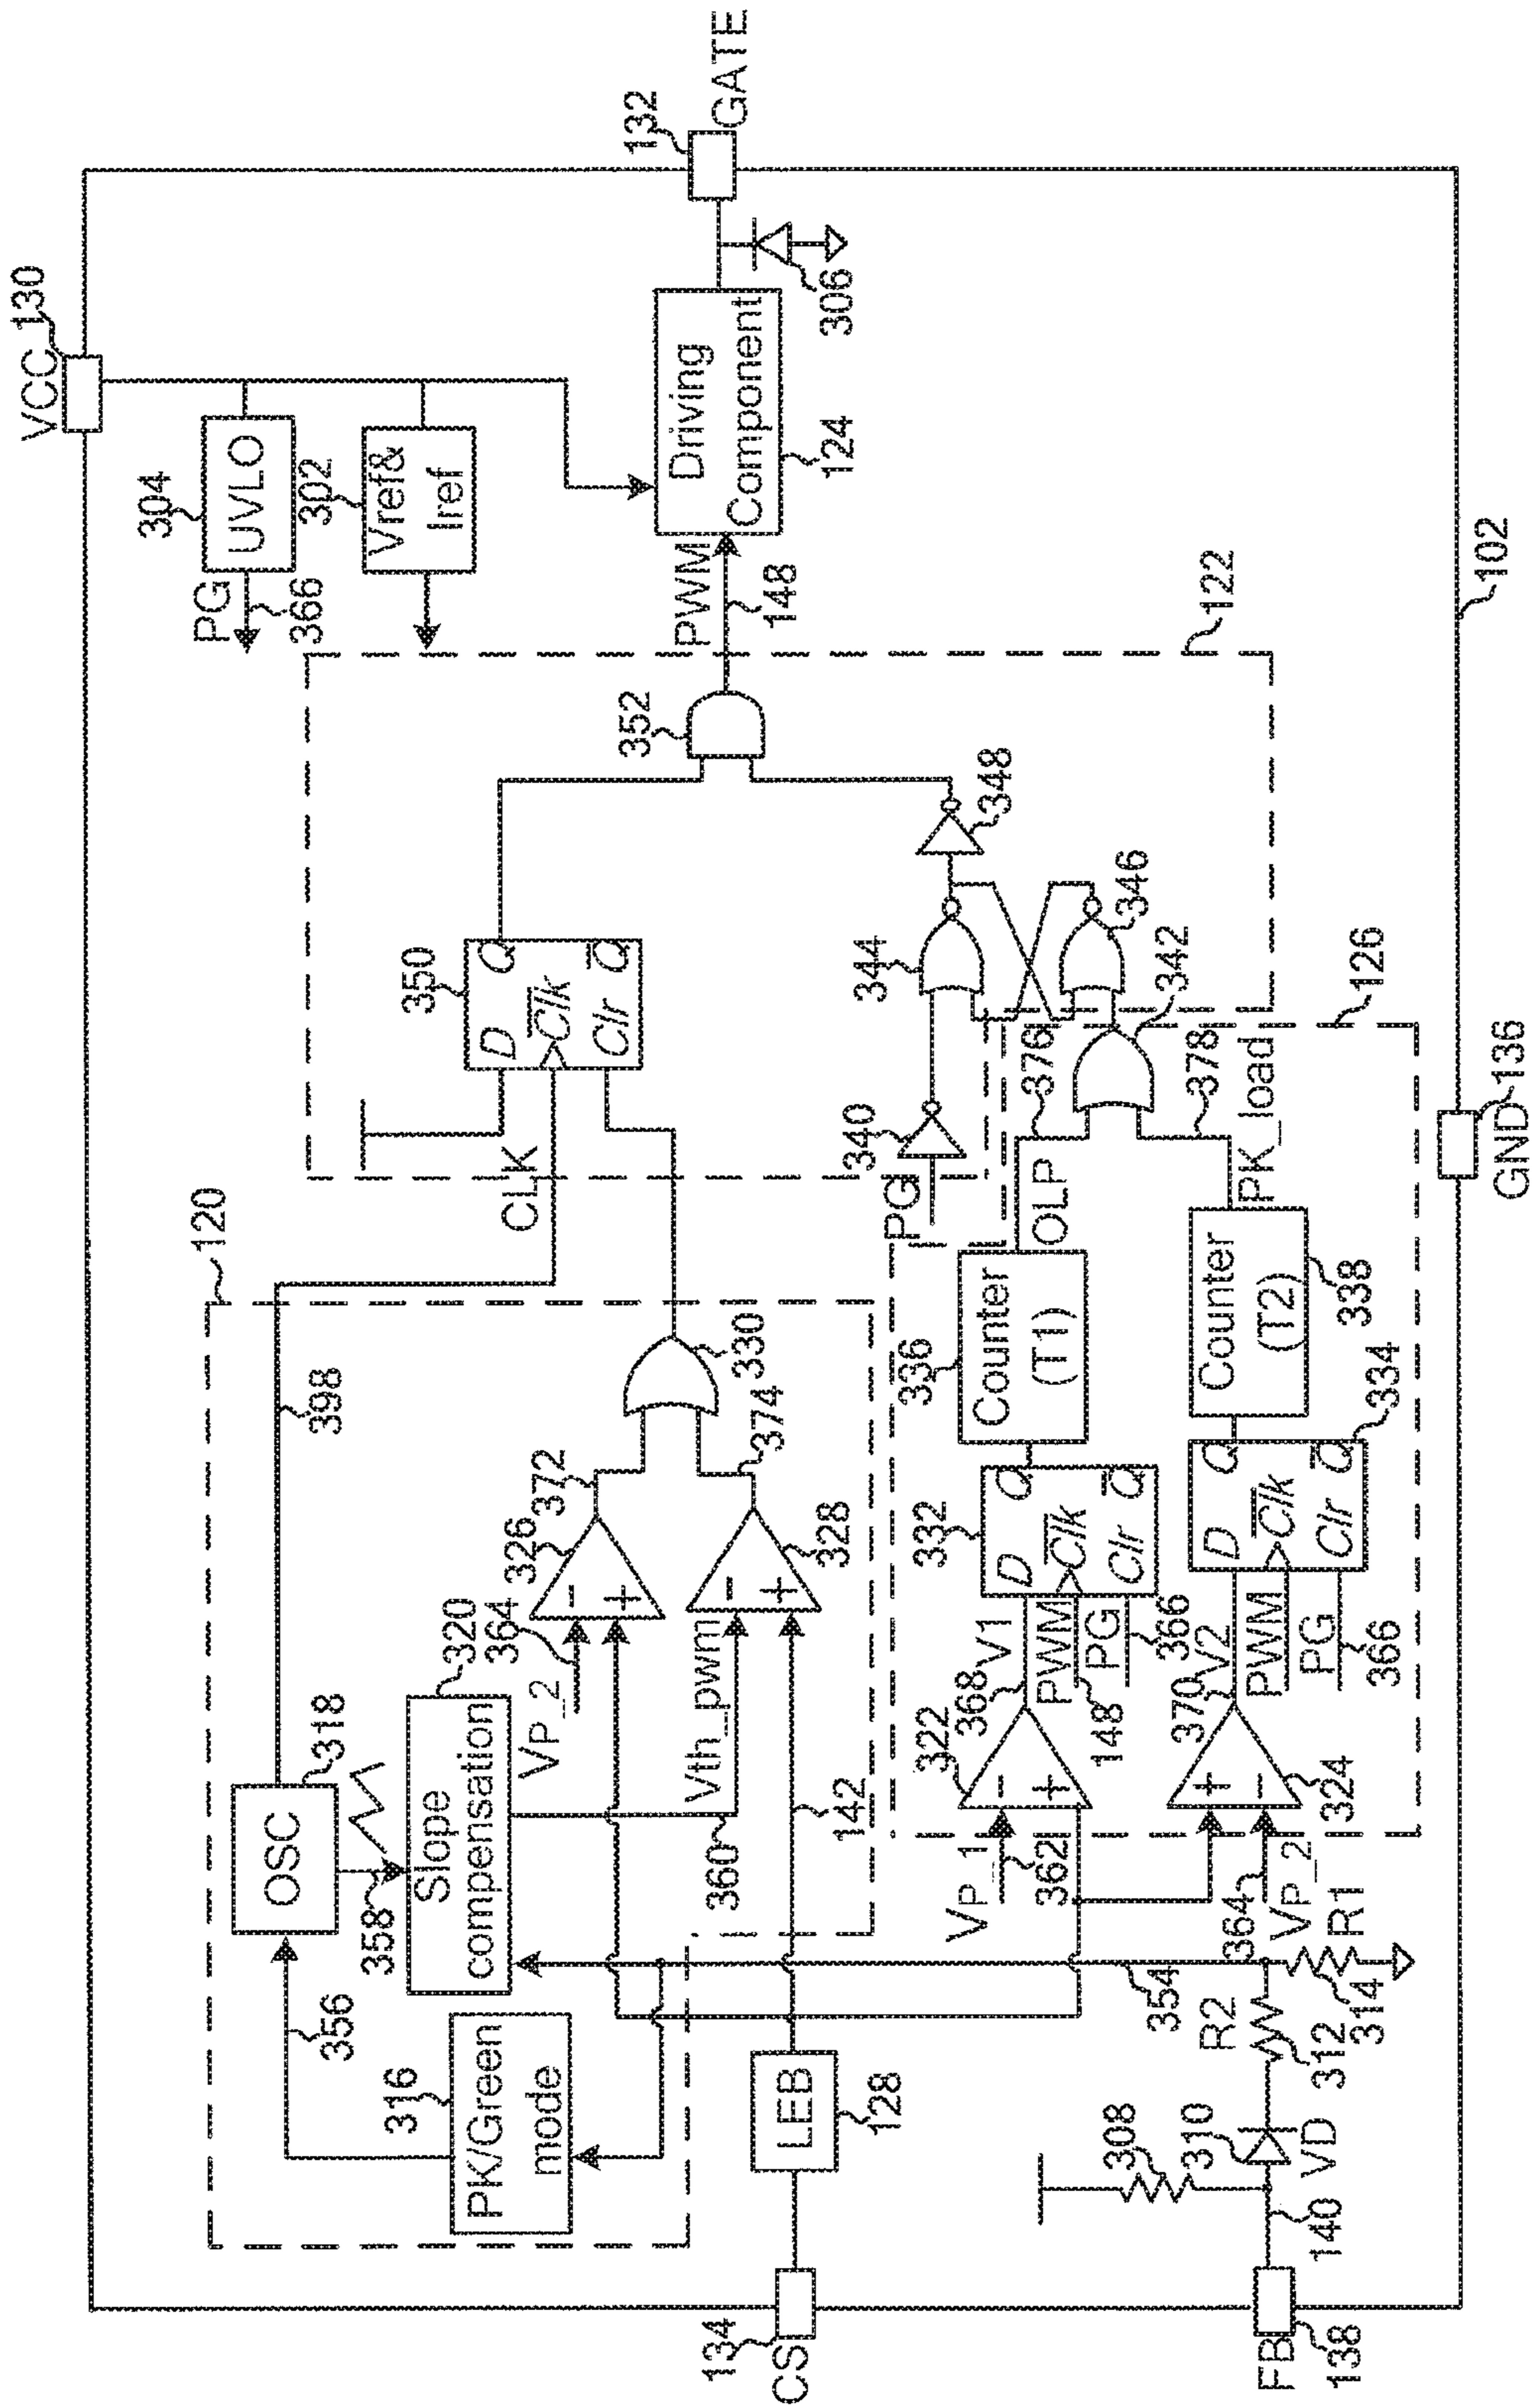 VCC
130
304
UVLO
PG
366
302
Vref&
Iref
132
GATE
306
Driving
Component
124
PWM
148
122
102
352
348
344
346
342
350
D
Clk
Clr
Q
Q
CLK
340
PG
376
OLP
378
PK_load
126
GND
136
120
398
330
374
372
326
-
+
328
-
+
364
VP_2
Vth_pwm
360
142
318
OSC
358
320
Slope
compensation
356
316
PK/Green
mode
336
Counter
(T1)
338
Counter
(T2)
334
332
D
Clk
Clr
Q
Q
D
Clk
Clr
Q
Q
322
-
+
368
V1
PWM
148
PG
366
370
V2
PWM
PG
366
324
+
-
VP_1
362
364
VP_2
R1
314
354
R2
312
310
VD
308
140
LEB
128
134
CS
FB
138